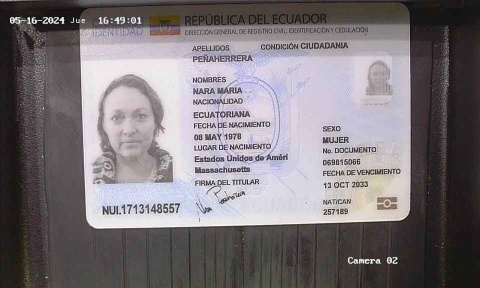 05-16-2024 Jue 16:49:01
REPÚBLICA DEL ECUADOR
IDENTIDAD DIRECCIÓN GENERAL DE REGISTRO CIVIL, IDENTIFICACIÓN Y CEDULACIÓN
APELLIDOS CONDICIÓN CIUDADANÍA
PEÑAHERRERA
NOMBRES
NARA MARIA
NACIONALIDAD
ECUATORIANA
FECHA DE NACIMIENTO
08 MAY 1978
LUGAR DE NACIMIENTO
Estados Unidos de Améri
Massachusetts
FIRMA DEL TITULAR
SEXO
MUJER
No. DOCUMENTO
069815066
FECHA DE VENCIMIENTO
13 OCT 2033
NAT/CAN
257189
NUI.1713148557
Camera 02